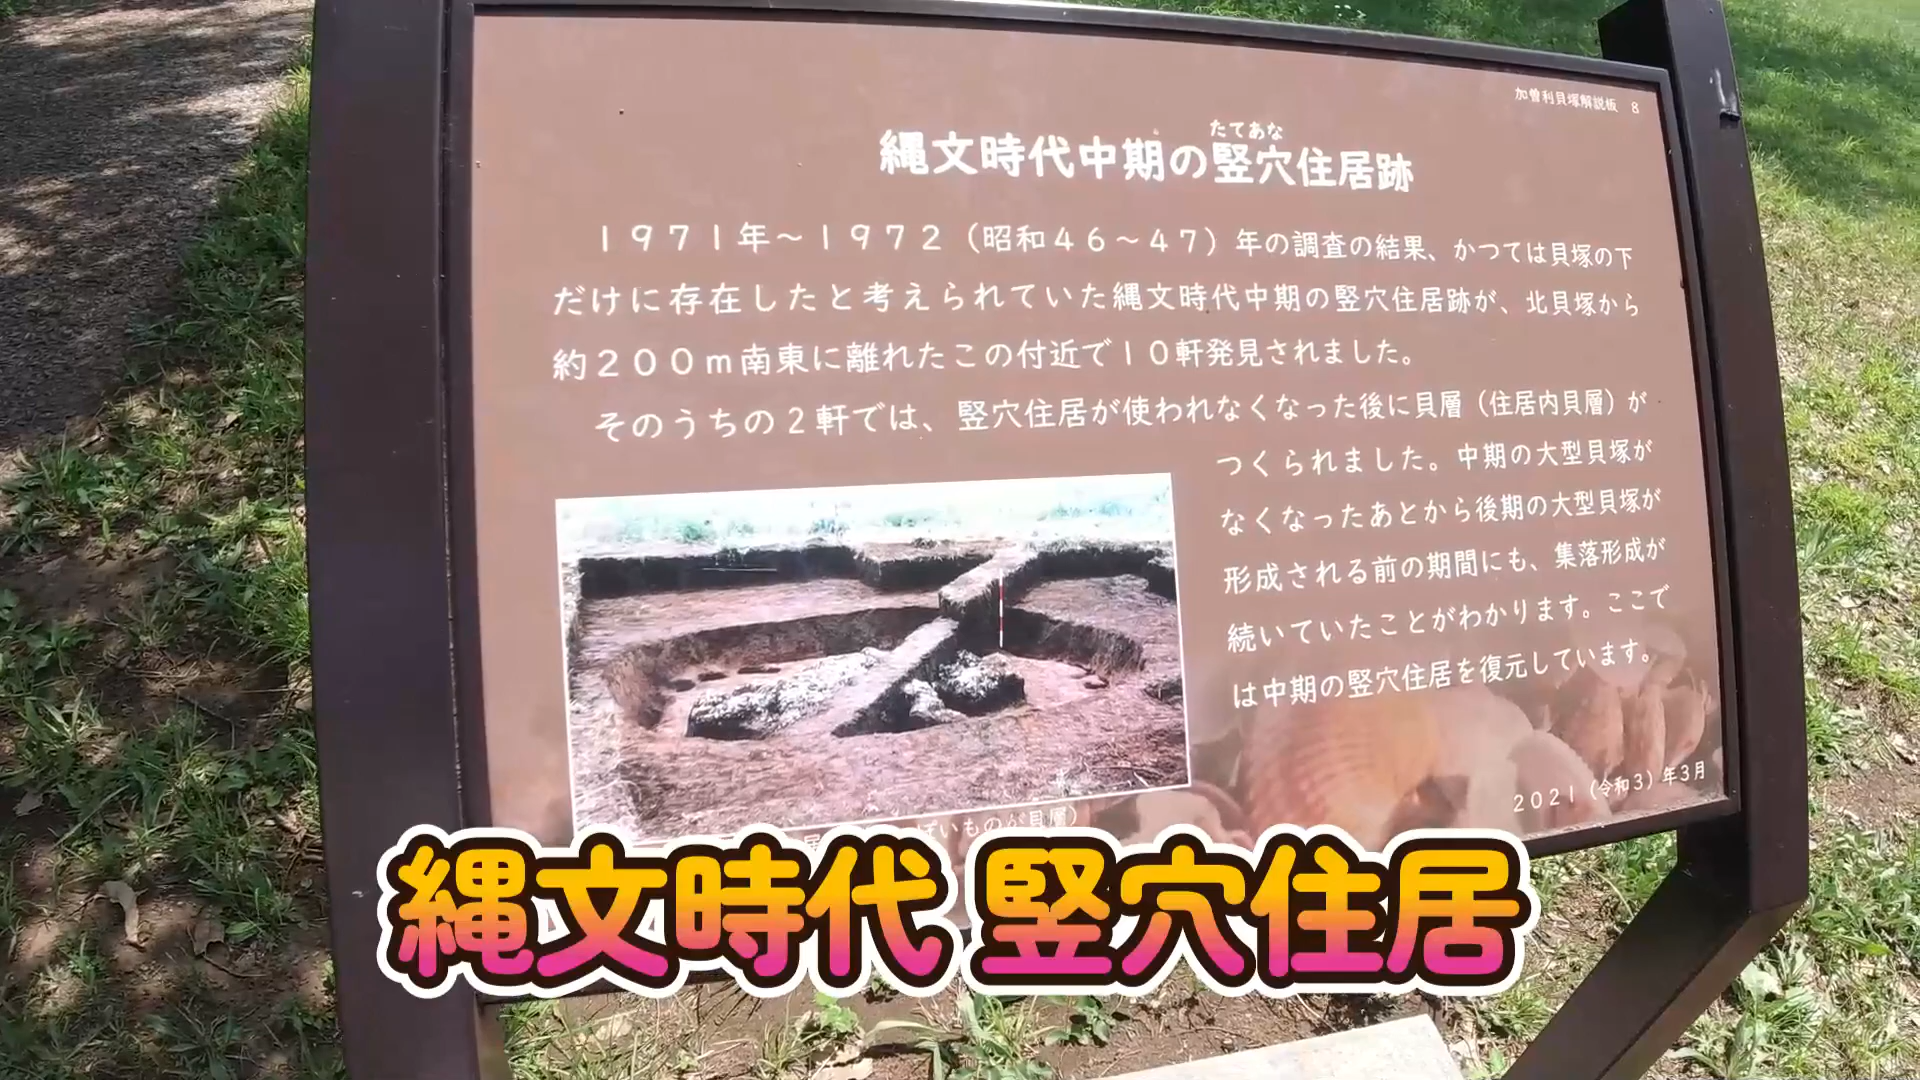 加曽利貝塚解説板 8
たてあな
縄文時代中期の竪穴住居跡
１９７１年～１９７２（昭和４６～４７）年の調査の結果、かつては貝塚の下
だけに存在したと考えられていた縄文時代中期の竪穴住居跡が、北貝塚から
約２００ｍ南東に離れたこの付近で１０軒発見されました。
そのうちの２軒では、竪穴住居が使われなくなった後に貝層（住居内貝層）が
つくられました。中期の大型貝塚が
なくなったあとから後期の大型貝塚が
形成される前の期間にも、集落形成が
続いていたことがわかります。ここで
は中期の竪穴住居を復元しています。
ぽいものが貝層）
２０２１（令和３）年３月
縄文時代 竪穴住居